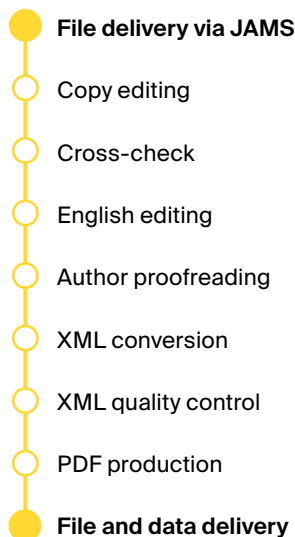 File delivery via JAMS
Copy editing
Cross-check
English editing
Author proofreading
XML conversion
XML quality control
PDF production
File and data delivery